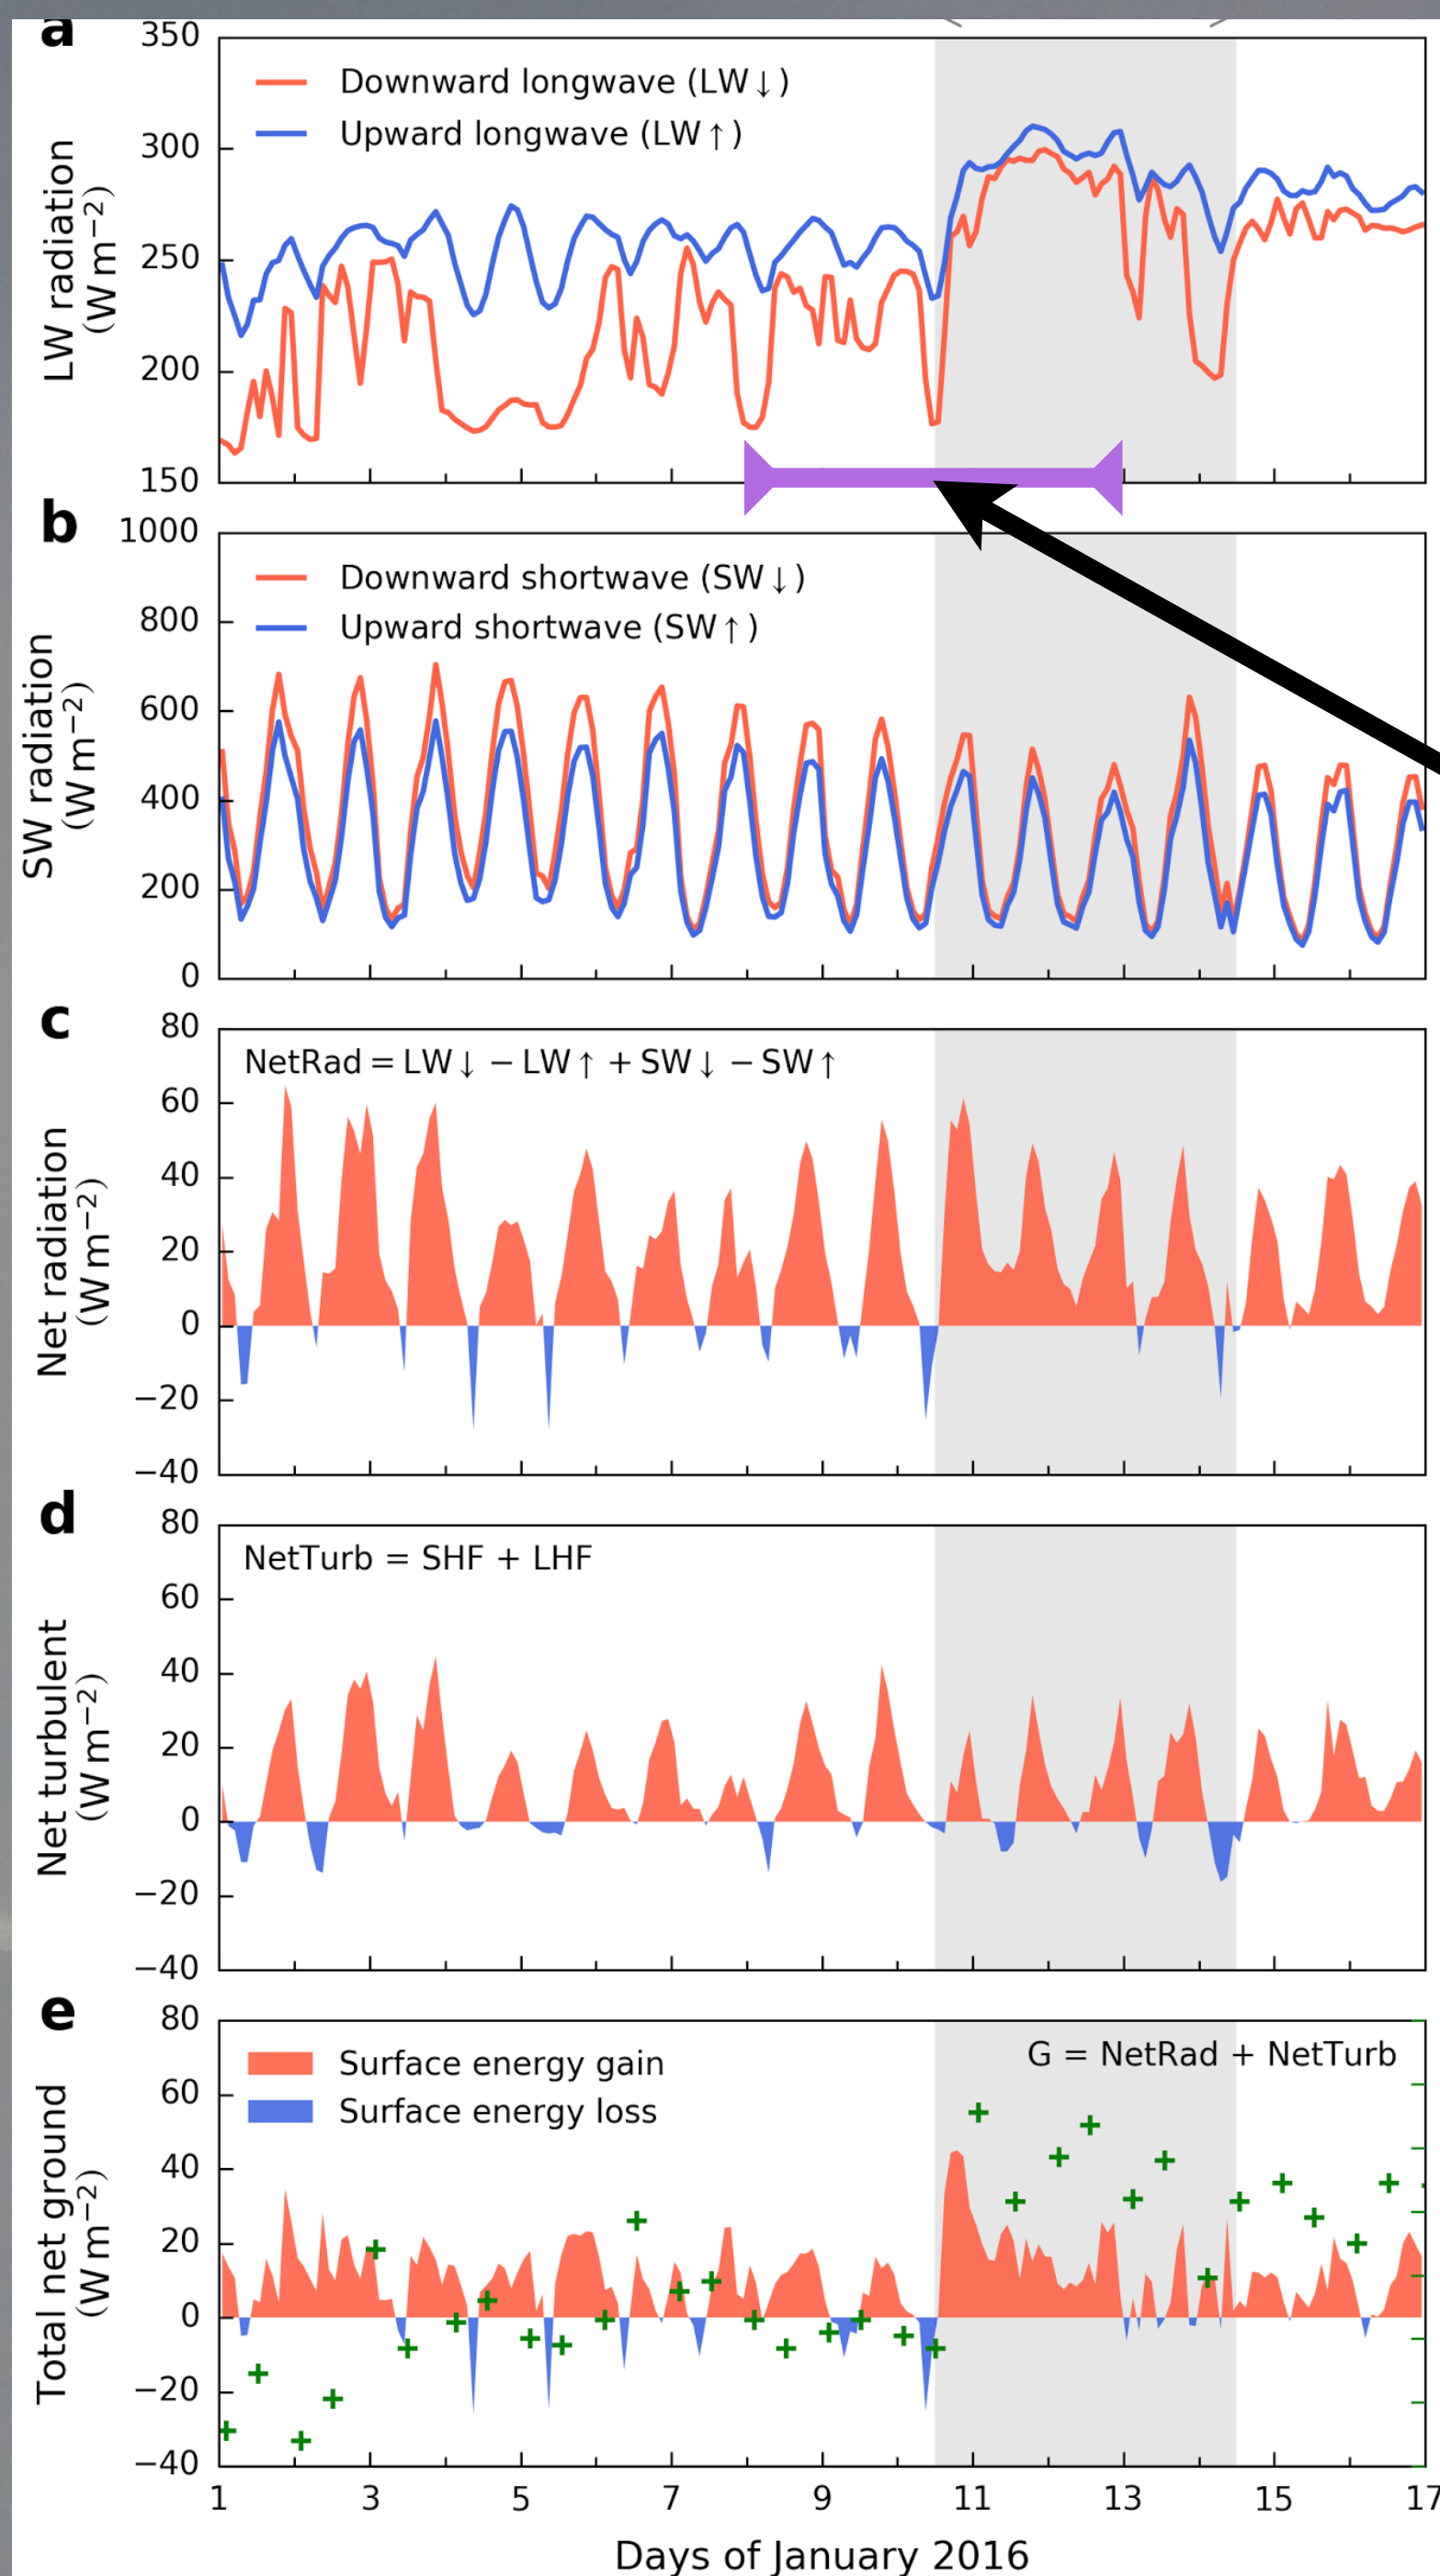 a
350
300
250
200
150
LW radiation
(W m−2)
Downward longwave (LW↓)
Upward longwave (LW↑)
b
1000
800
600
400
200
0
SW radiation
(W m−2)
Downward shortwave (SW↓)
Upward shortwave (SW↑)
c
80
60
40
20
0
−20
−40
Net radiation
(W m−2)
NetRad = LW↓ − LW↑ + SW↓ − SW↑
d
80
60
40
20
0
−20
−40
Net turbulent
(W m−2)
NetTurb = SHF + LHF
e
80
60
40
20
0
−20
−40
Total net ground
(W m−2)
Surface energy gain
Surface energy loss
G = NetRad + NetTurb
1 3 5 7 9 11 13 15 17
Days of January 2016